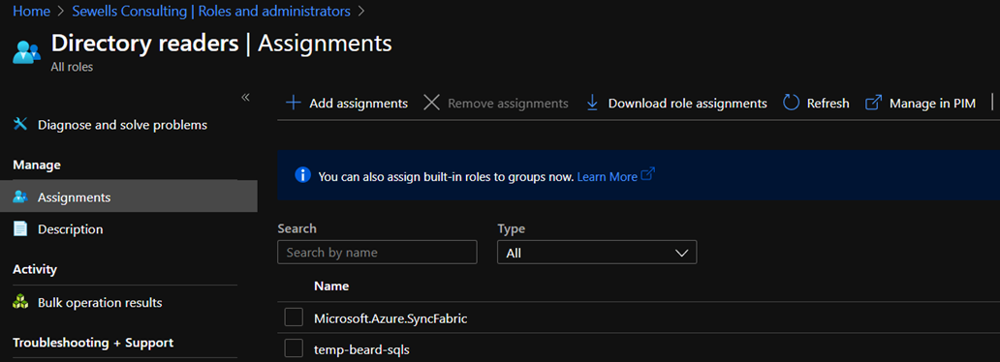 Home > Sewells Consulting | Roles and administrators >
Directory readers | Assignments
All roles
«
Diagnose and solve problems
Manage
Assignments
Description
Activity
Bulk operation results
Troubleshooting + Support
Add assignments Remove assignments Download role assignments Refresh Manage in PIM
You can also assign built-in roles to groups now. Learn More
Search Type
Search by name All
Name
Microsoft.Azure.SyncFabric
temp-beard-sqls